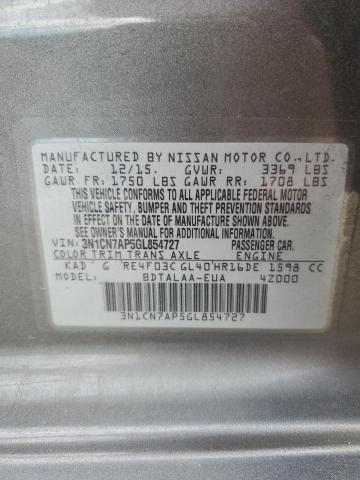 MANUFACTURED BY NISSAN MOTOR CO.,LTD.
DATE: 12/15. GVWR: 3369 LBS
GAWR FR: 1750 LBS GAWR RR: 1708 LBS
THIS VEHICLE CONFORMS TO ALL APPLICABLE FEDERAL MOTOR
VEHICLE SAFETY, BUMPER AND THEFT PREVENTION
STANDARDS IN EFFECT ON THE DATE OF MANUFACTURE
SHOWN ABOVE.
SEE OWNER'S MANUAL FOR ADDITIONAL INFORMATION.
VIN: 3N1CN7AP5GL854727 PASSENGER CAR.
COLOR TRIM TRANS AXLE ENGINE
KAD G RE4F03C GL40 HR16DE 1598 CC
MODEL: BDTALAA-EUA 4Z000
3N1CN7AP5GL854727